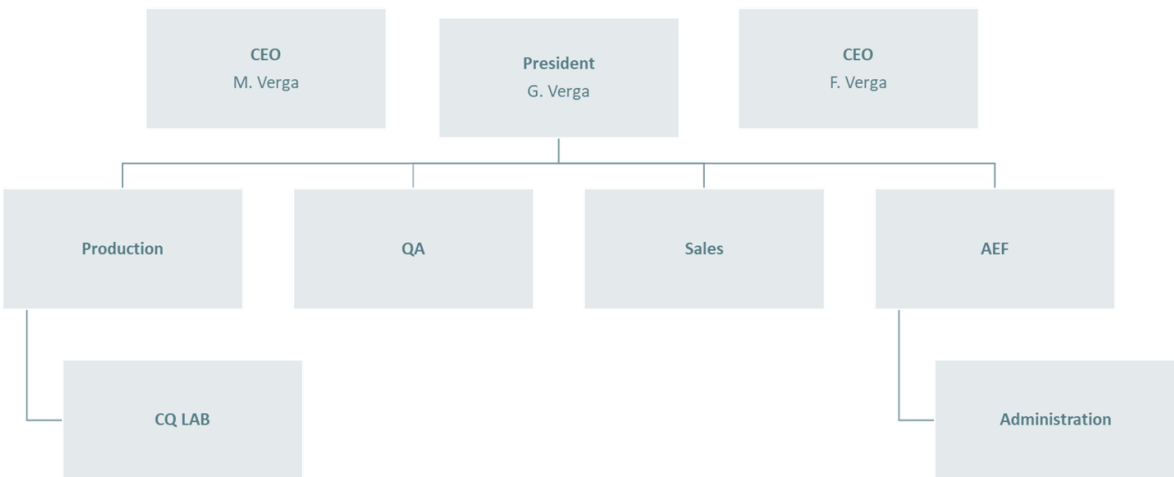 CEO
M. Verga
President
G. Verga
CEO
F. Verga
Production
QA
Sales
AEF
CQ LAB
Administration